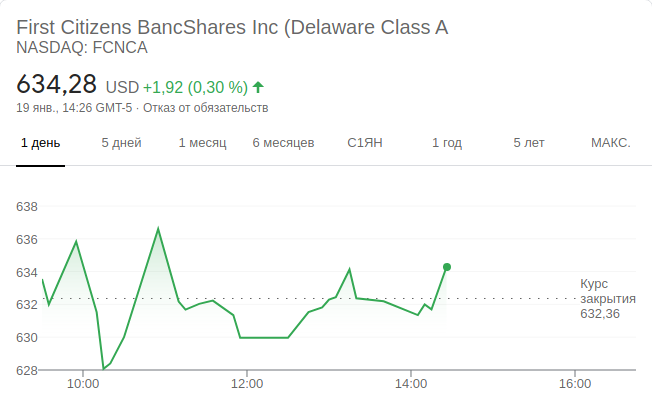 First Citizens BancShares Inc (Delaware Class A
NASDAQ: FCNCA
634,28 USD +1,92 (0,30 %)
19 янв., 14:26 GMT-5 · Отказ от обязательств
1 день 5 дней 1 месяц 6 месяцев С1ЯН 1 год 5 лет МАКС.
638
636
634
Курс
632 закрытия
632,36
630
628
10:00 12:00 14:00 16:00